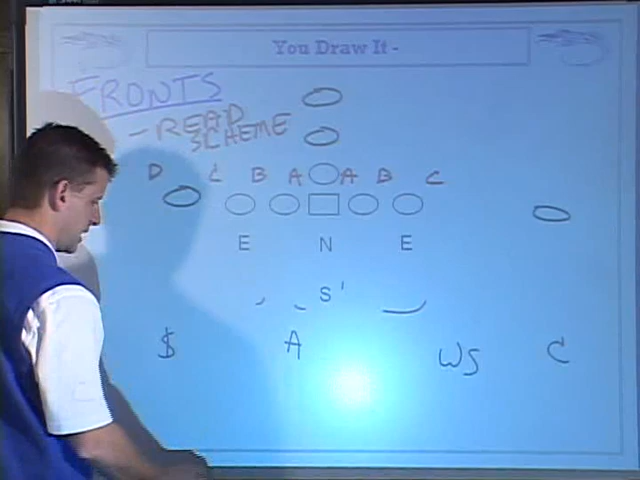 You Draw It -
FRONTS
- READ
SCHEME
D C B A A B C
E N E
S'
$ A WS C